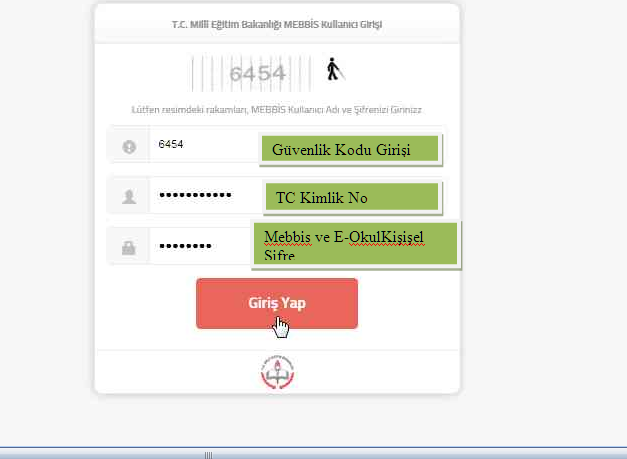 T.C. Milli Eğitim Bakanlığı MEBBİS Kullanıcı Girişi
6454
Lütfen resimdeki rakamları, MEBBİS Kullanıcı Adı ve Şifrenizi Giriniz
6454
Güvenlik Kodu Girişi
TC Kimlik No
Mebbis ve E-OkulKişisel
Şifre
Giriş Yap